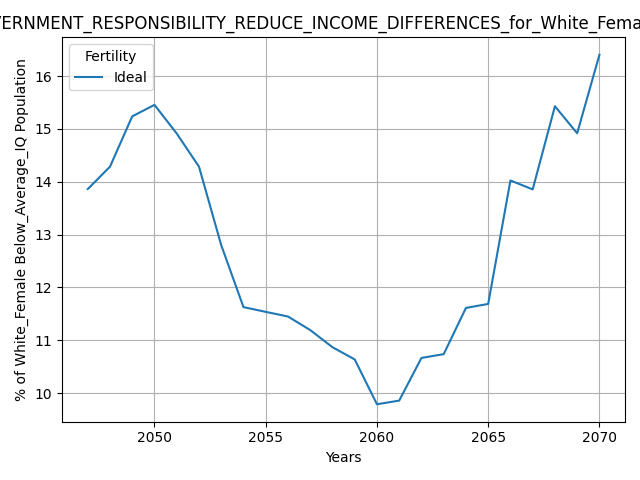 VERNMENT_RESPONSIBILITY_REDUCE_INCOME_DIFFERENCES_for_White_Fema
Fertility
Ideal
% of White_Female Below_Average_IQ Population
16
15
14
13
12
11
10
2050
2055
2060
2065
2070
Years